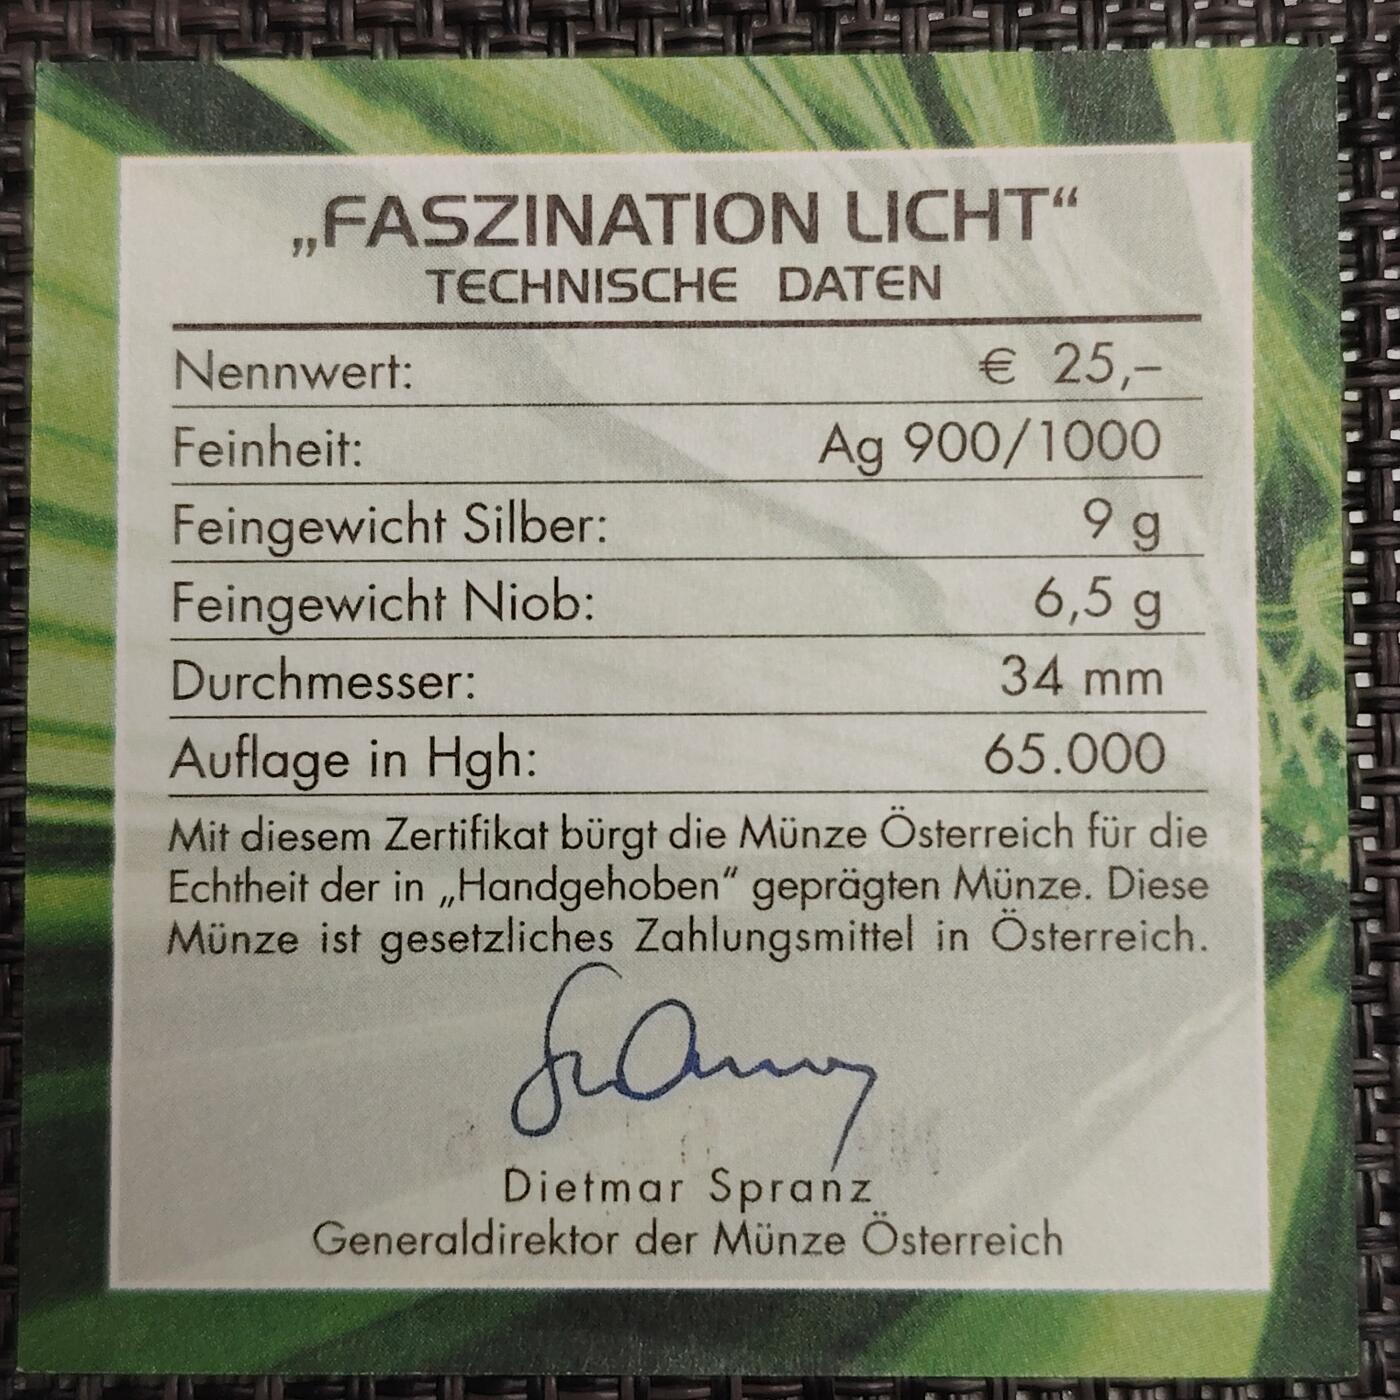 „FASZINATION LICHT“
TECHNISCHE DATEN
Nennwert: € 25,–
Feinheit: Ag 900/1000
Feingewicht Silber: 9 g
Feingewicht Niob: 6,5 g
Durchmesser: 34 mm
Auflage in Hgh: 65.000
Mit diesem Zertifikat bürgt die Münze Österreich für die
Echtheit der in „Handgehoben“ geprägten Münze. Diese
Münze ist gesetzliches Zahlungsmittel in Österreich.
Dietmar Spranz
Generaldirektor der Münze Österreich